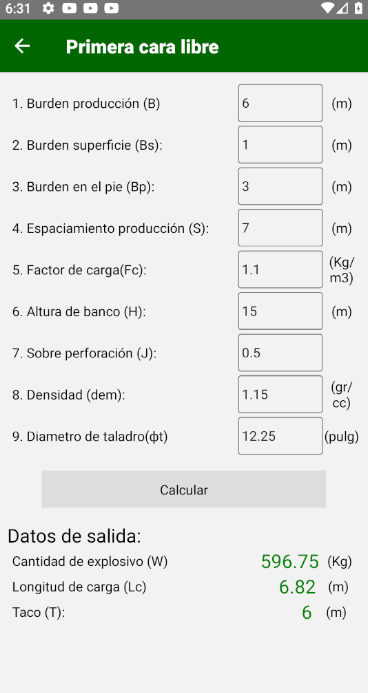 6:31
Primera cara libre
1. Burden producción (B) 6 (m)
2. Burden superficie (Bs): 1 (m)
3. Burden en el pie (Bp): 3 (m)
4. Espaciamiento producción (S): 7 (m)
5. Factor de carga(Fc): 1.1 (Kg/
m3)
6. Altura de banco (H): 15 (m)
7. Sobre perforación (J): 0.5
8. Densidad (dem): 1.15 (gr/
cc)
9. Diametro de taladro(ф​t) 12.25 (pulg)
Calcular
Datos de salida:
Cantidad de explosivo (W) 596.75 (Kg)
Longitud de carga (Lc) 6.82 (m)
Taco (T): 6 (m)